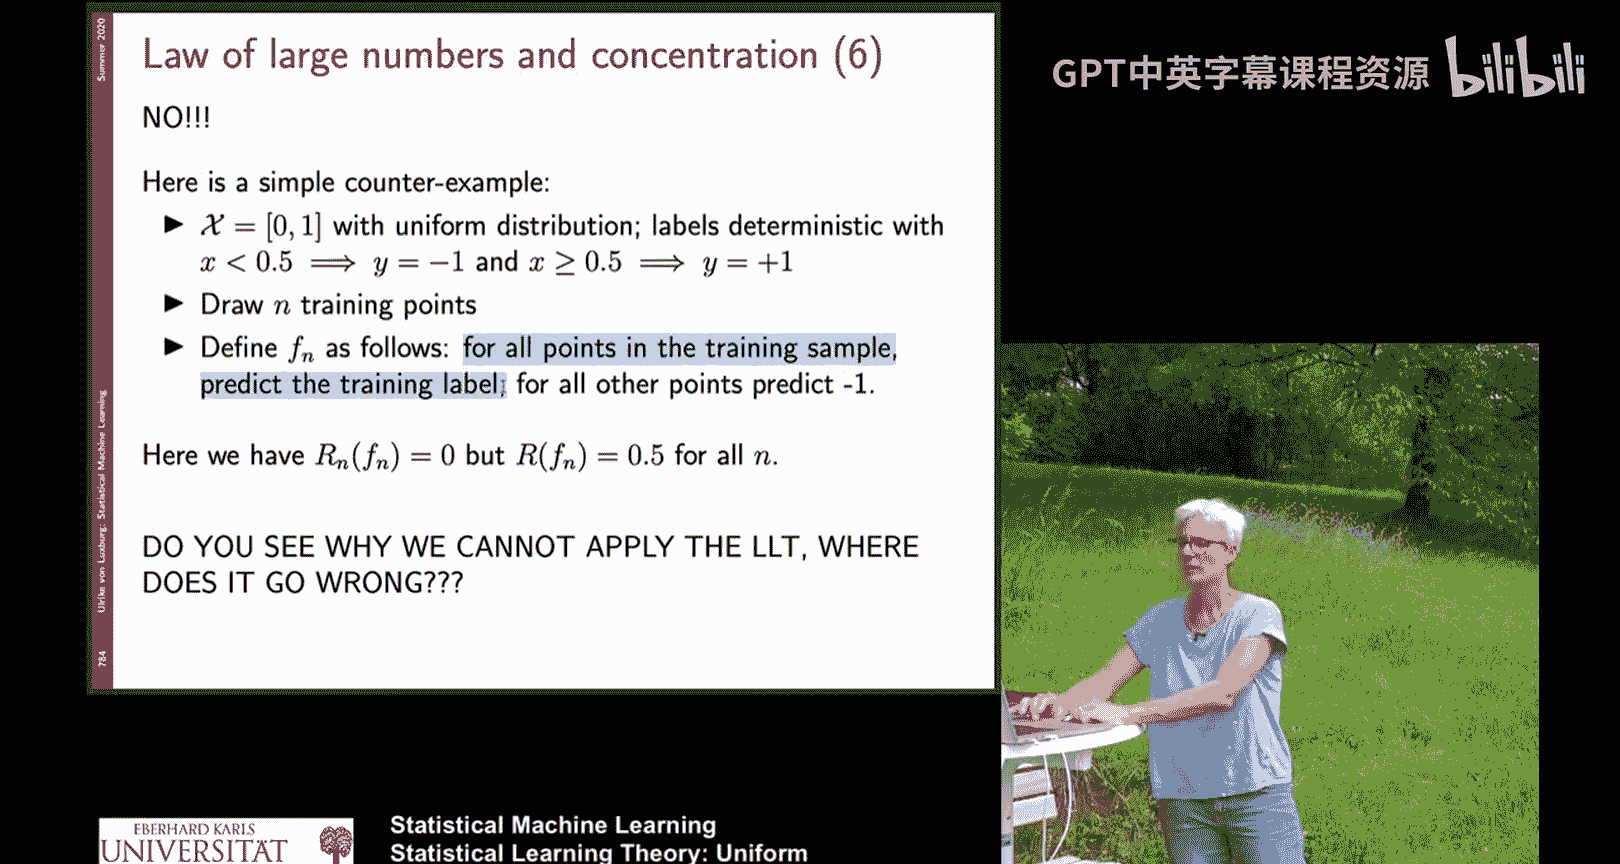 Law of large numbers and concentration (6)
NO!!!
Here is a simple counter-example:
► 𝒳 = [0, 1] with uniform distribution; labels deterministic with
x < 0.5 ⟹ y = −1 and x ≥ 0.5 ⟹ y = +1
► Draw n training points
► Define fₙ as follows: for all points in the training sample,
predict the training label; for all other points predict -1.
Here we have Rₙ(fₙ) = 0 but R(fₙ) = 0.5 for all n.
DO YOU SEE WHY WE CANNOT APPLY THE LLT, WHERE
DOES IT GO WRONG???
Summer 2020
Ulrike von Luxburg: Statistical Machine Learning
784
GPT中英字幕课程资源
bilibili
EBERHARD KARLS
UNIVERSITÄT
Statistical Machine Learning
Statistical Learning Theory: Uniform